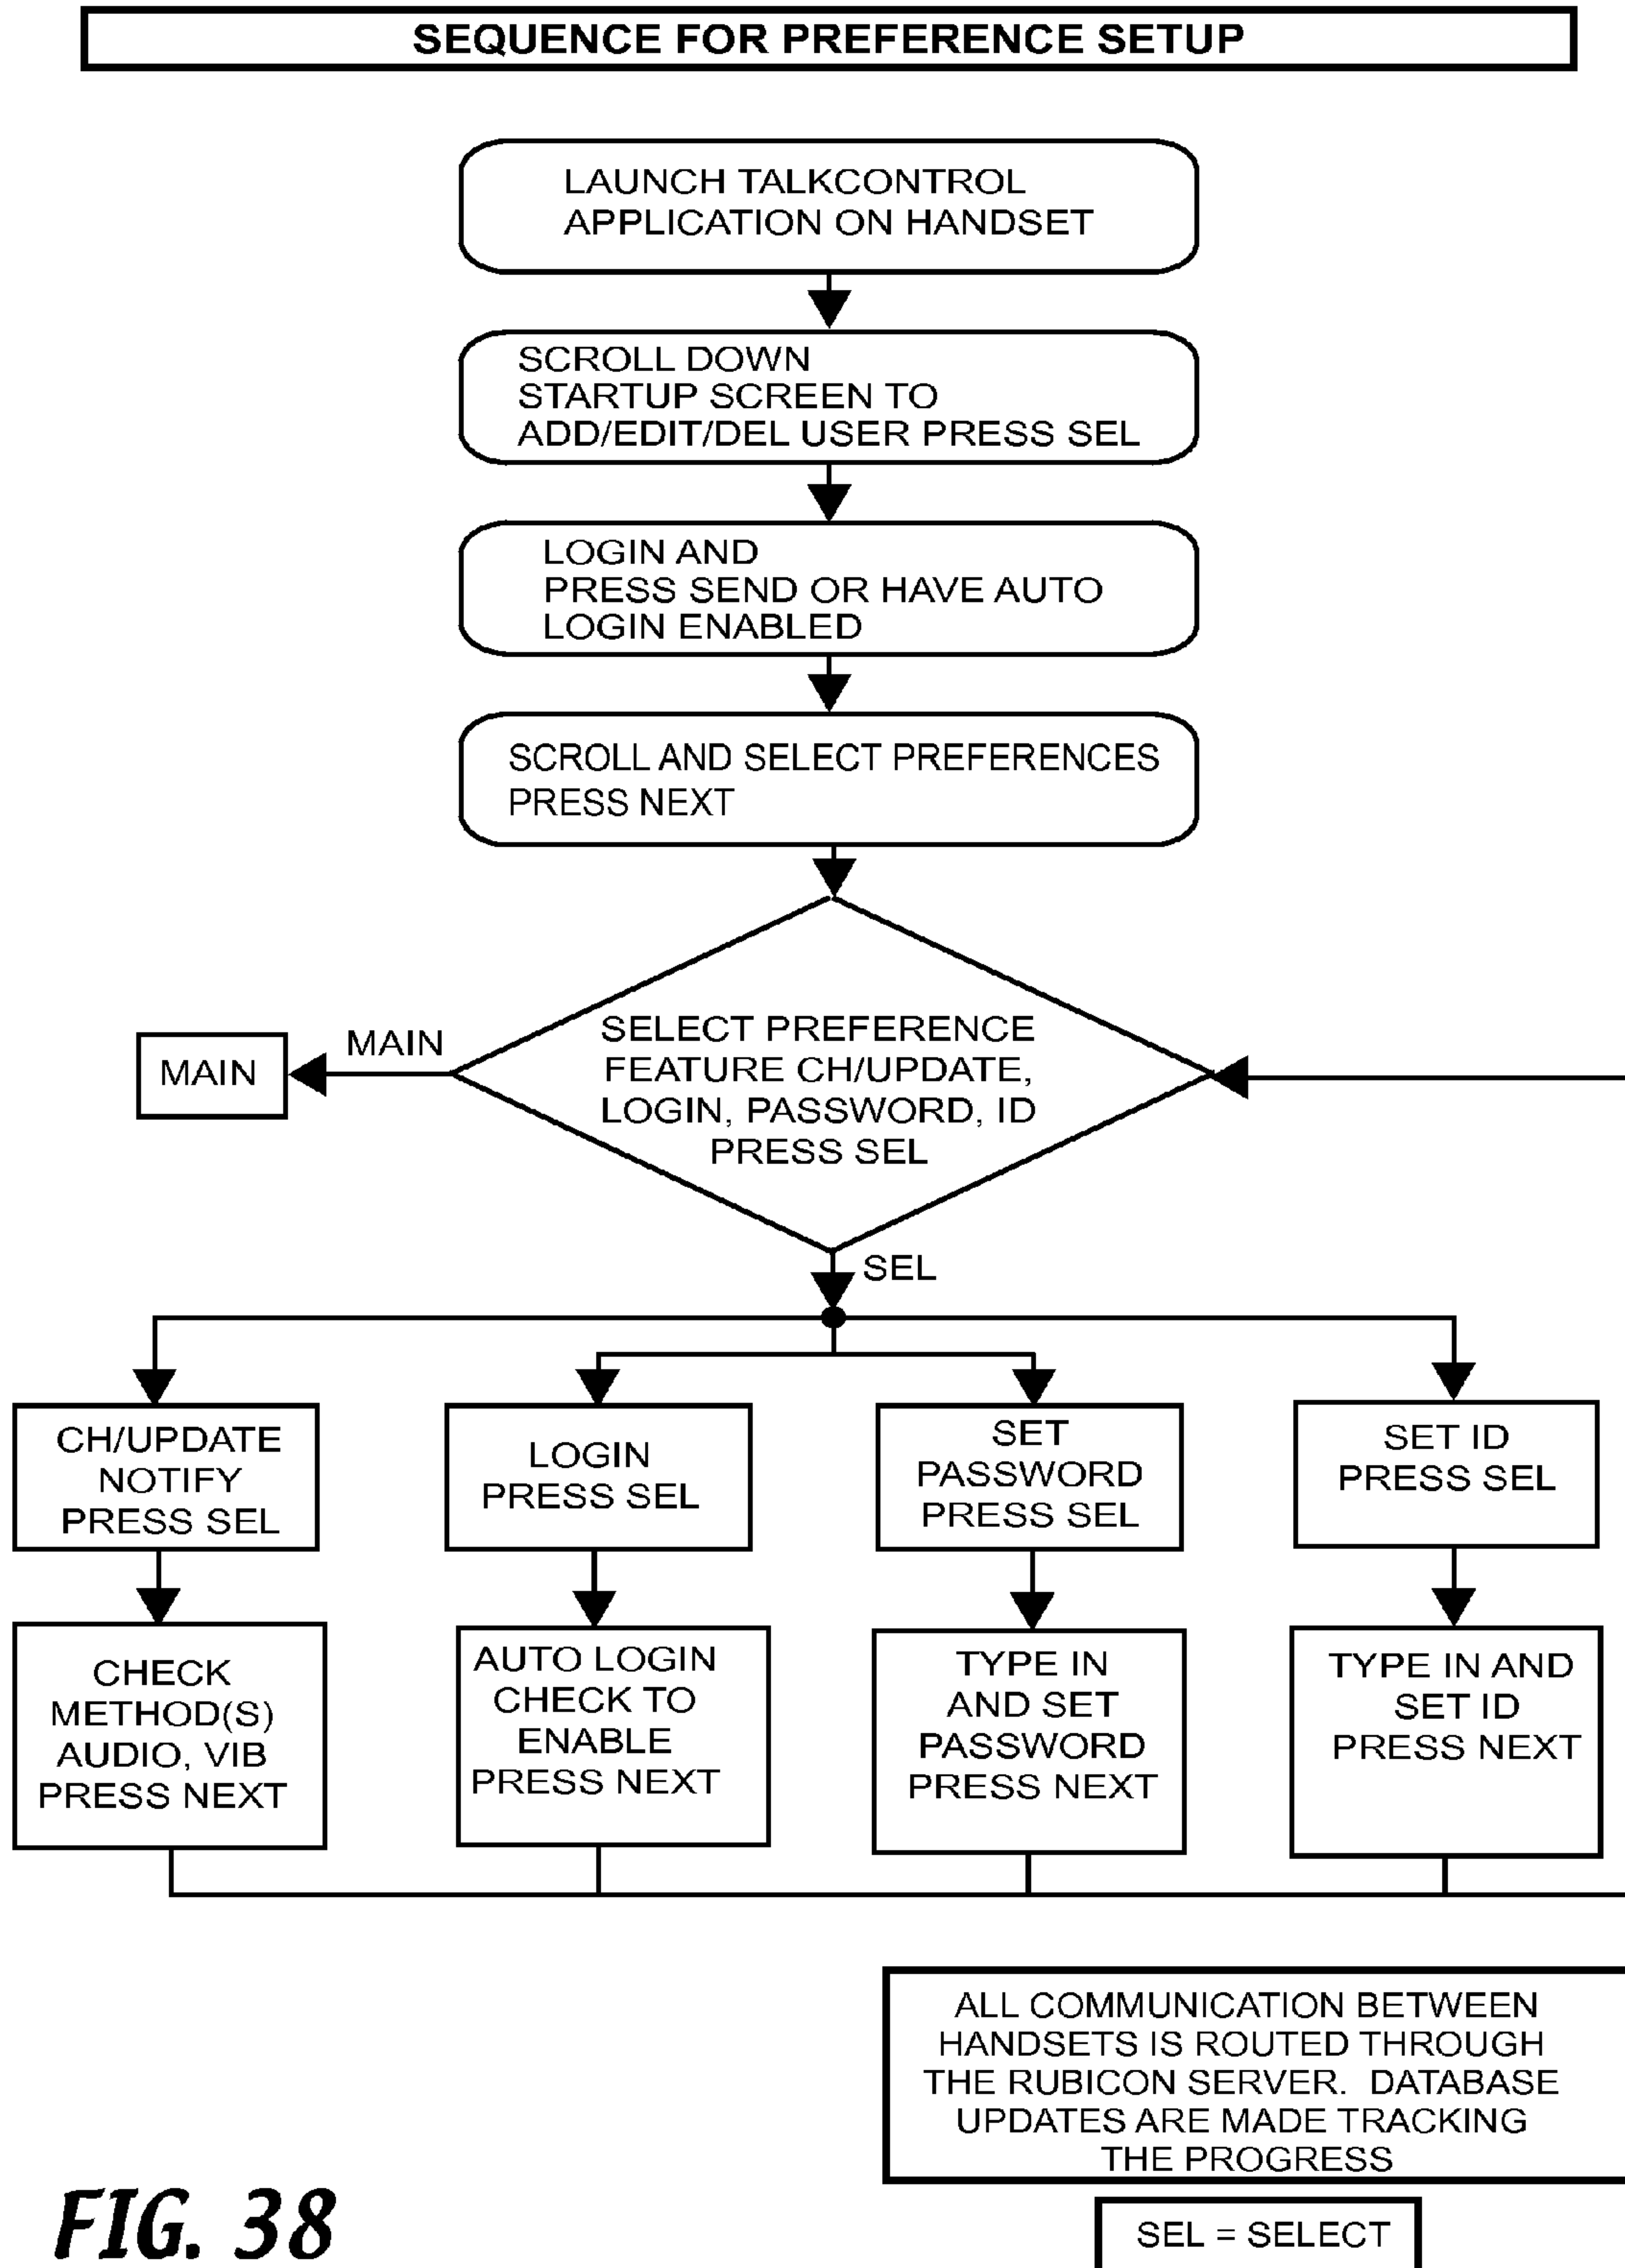 SEQUENCE FOR PREFERENCE SETUP
LAUNCH TALKCONTROL
APPLICATION ON HANDSET
SCROLL DOWN
STARTUP SCREEN TO
ADD/EDIT/DEL USER PRESS SEL
LOGIN AND
PRESS SEND OR HAVE AUTO
LOGIN ENABLED
SCROLL AND SELECT PREFERENCES
PRESS NEXT
MAIN
MAIN
SELECT PREFERENCE
FEATURE CH/UPDATE,
LOGIN, PASSWORD, ID
PRESS SEL
SEL
CH/UPDATE
NOTIFY
PRESS SEL
LOGIN
PRESS SEL
SET
PASSWORD
PRESS SEL
SET ID
PRESS SEL
CHECK
METHOD(S)
AUDIO, VIB
PRESS NEXT
AUTO LOGIN
CHECK TO
ENABLE
PRESS NEXT
TYPE IN
AND SET
PASSWORD
PRESS NEXT
TYPE IN AND
SET ID
PRESS NEXT
ALL COMMUNICATION BETWEEN
HANDSETS IS ROUTED THROUGH
THE RUBICON SERVER. DATABASE
UPDATES ARE MADE TRACKING
THE PROGRESS
SEL = SELECT
FIG. 38